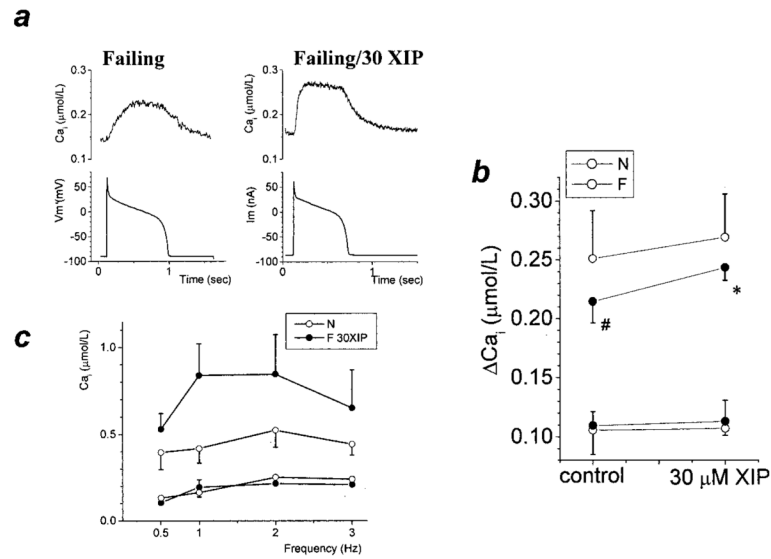 a
Failing
Failing/30 XIP
Ca_i (μmol/L)
0.3
0.2
0.1
Ca_i (μmol/L)
0.3
0.2
0.1
Vm'(mV)
50
0
-50
-100
0
1
Time (sec)
Im (nA)
50
0
-50
-100
0
1
Time (sec)
b
N
F
ΔCa_i (μmol/L)
0.30
0.25
0.20
0.15
0.10
#
*
control
30 μM XIP
c
N
F 30XIP
Ca_i (μmol/L)
1.0
0.5
0.0
0.5
1
2
3
Frequency (Hz)